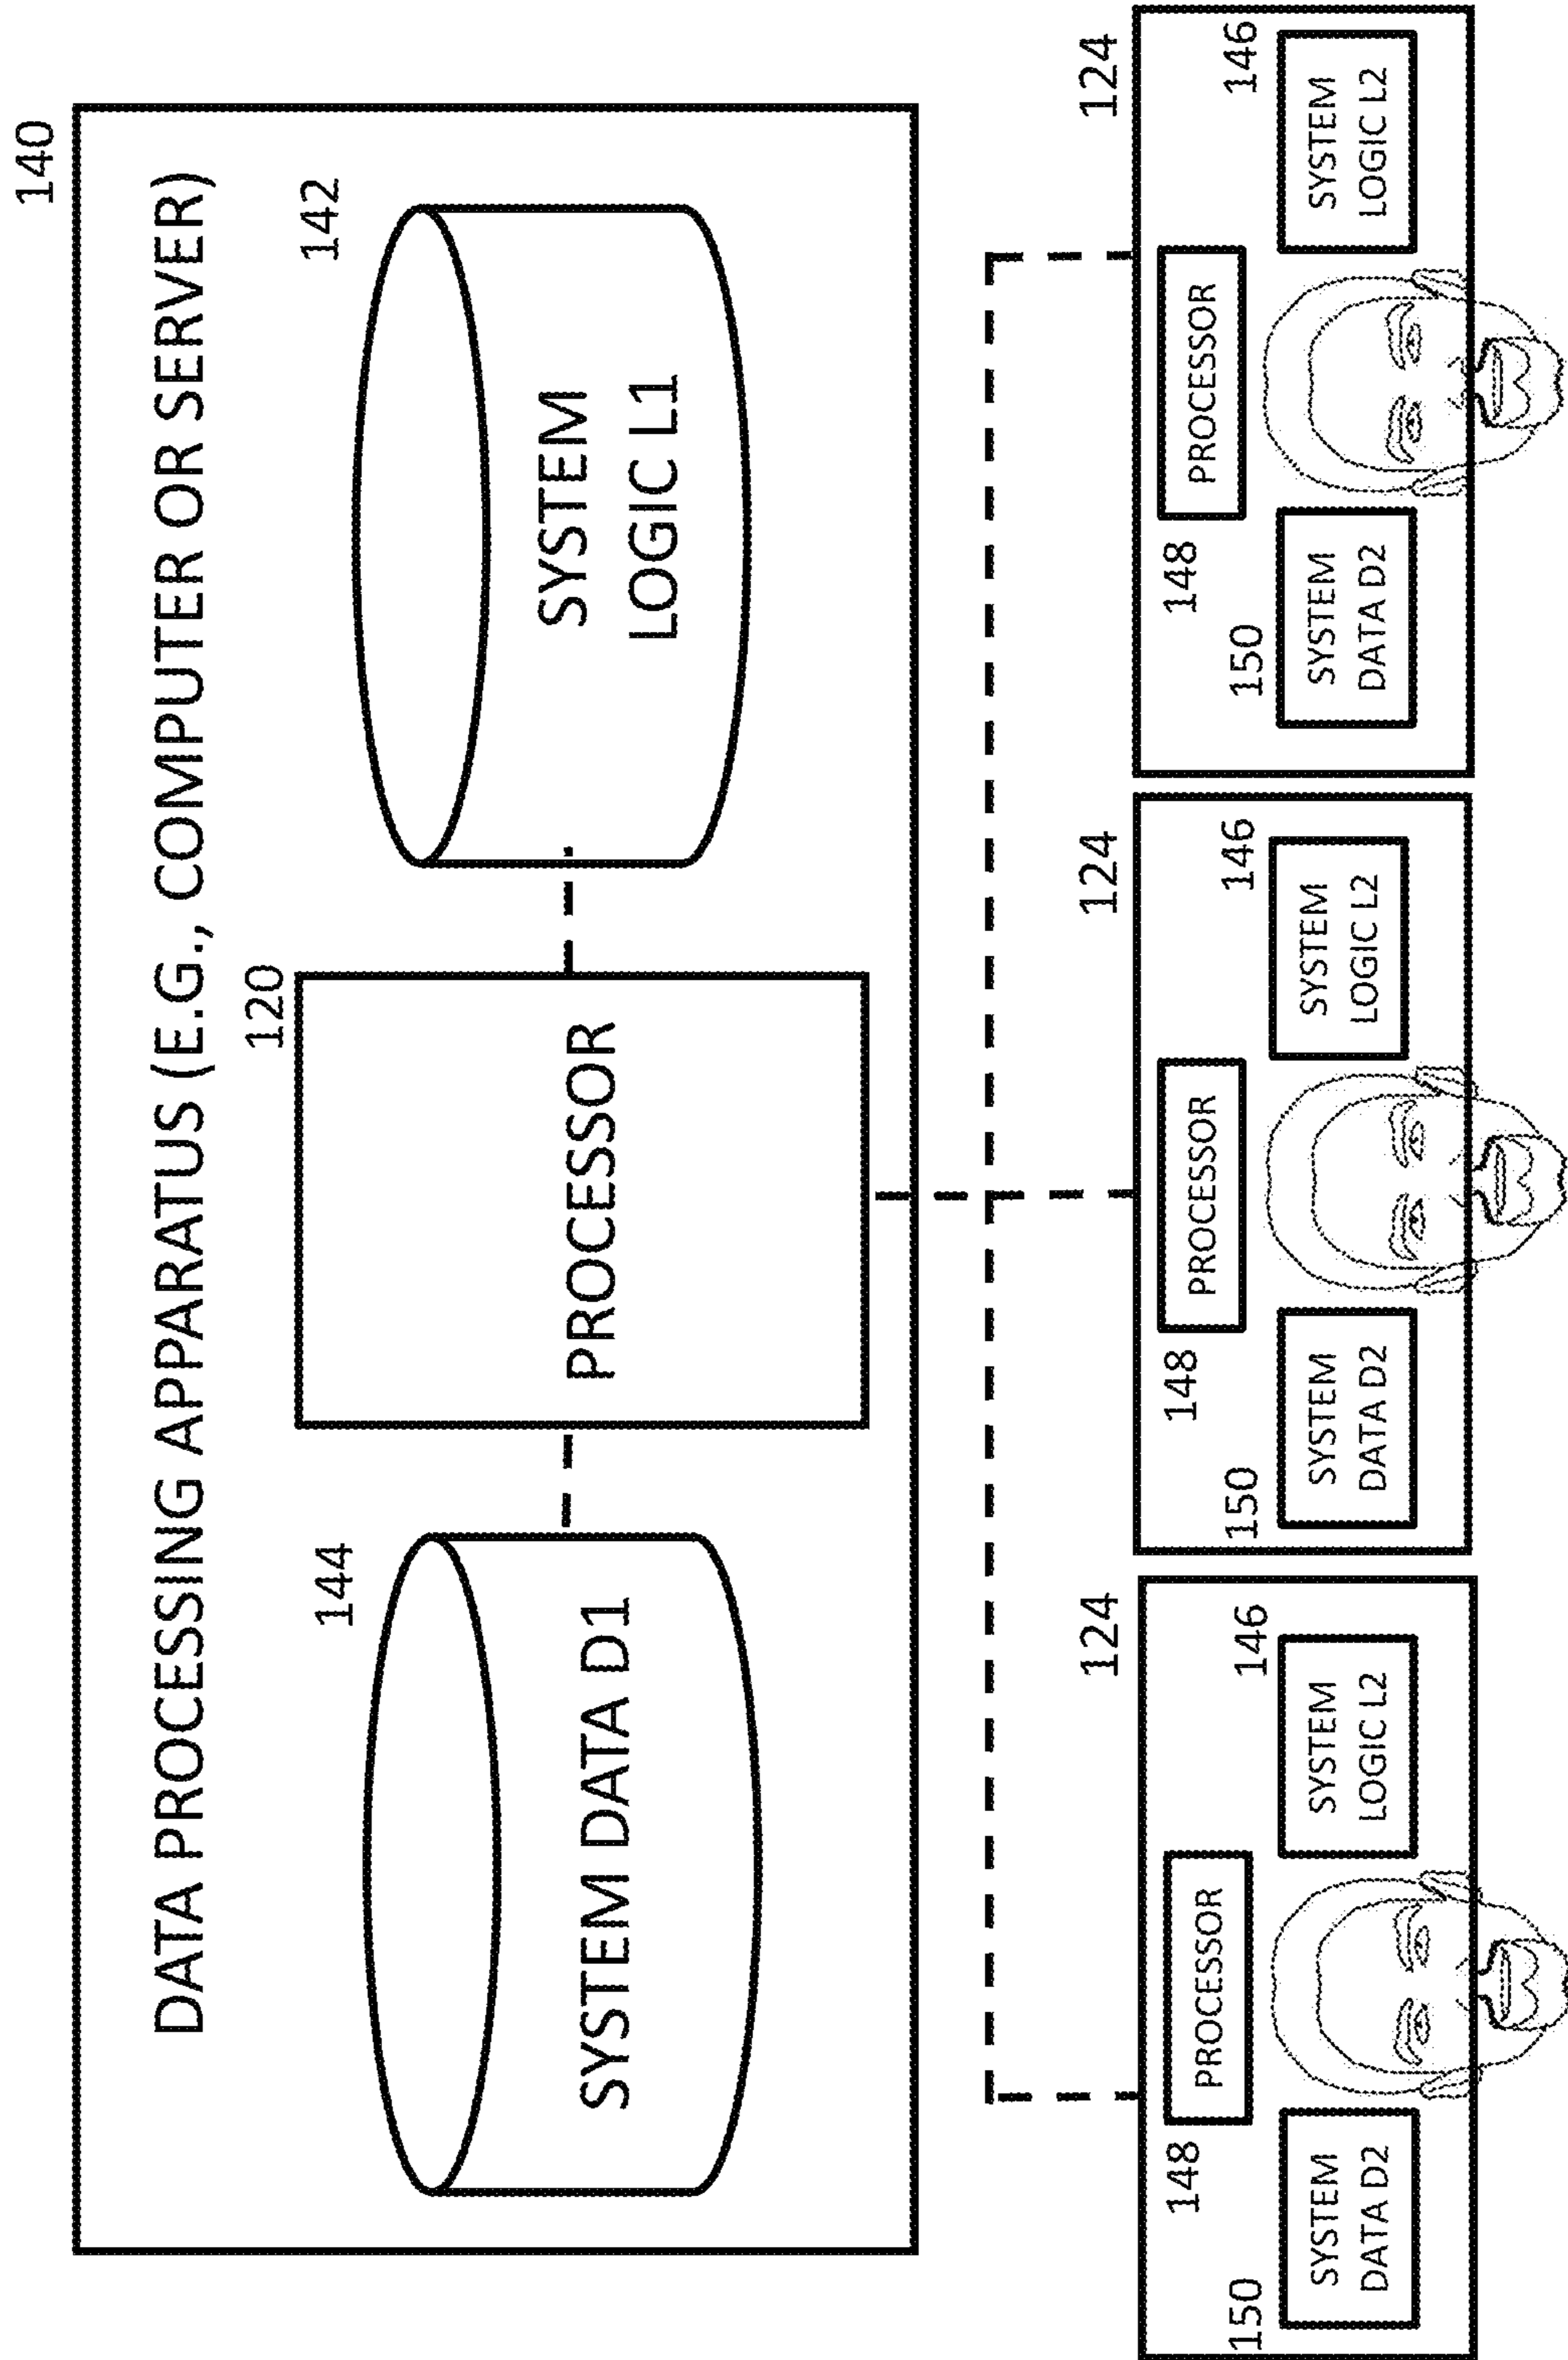 140
DATA PROCESSING APPARATUS (E.G., COMPUTER OR SERVER)
144
120
142
SYSTEM DATA D1
PROCESSOR
SYSTEM
LOGIC L1
124
148
PROCESSOR
150
146
SYSTEM
DATA D2
SYSTEM
LOGIC L2
124
148
PROCESSOR
150
146
SYSTEM
DATA D2
SYSTEM
LOGIC L2
124
148
PROCESSOR
150
146
SYSTEM
DATA D2
SYSTEM
LOGIC L2